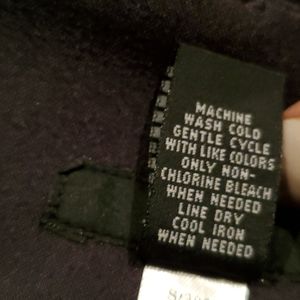 MACHINE
WASH COLD
GENTLE CYCLE
WITH LIKE COLORS
ONLY NON-
CHLORINE BLEACH
WHEN NEEDED
LINE DRY
COOL IRON
WHEN NEEDED